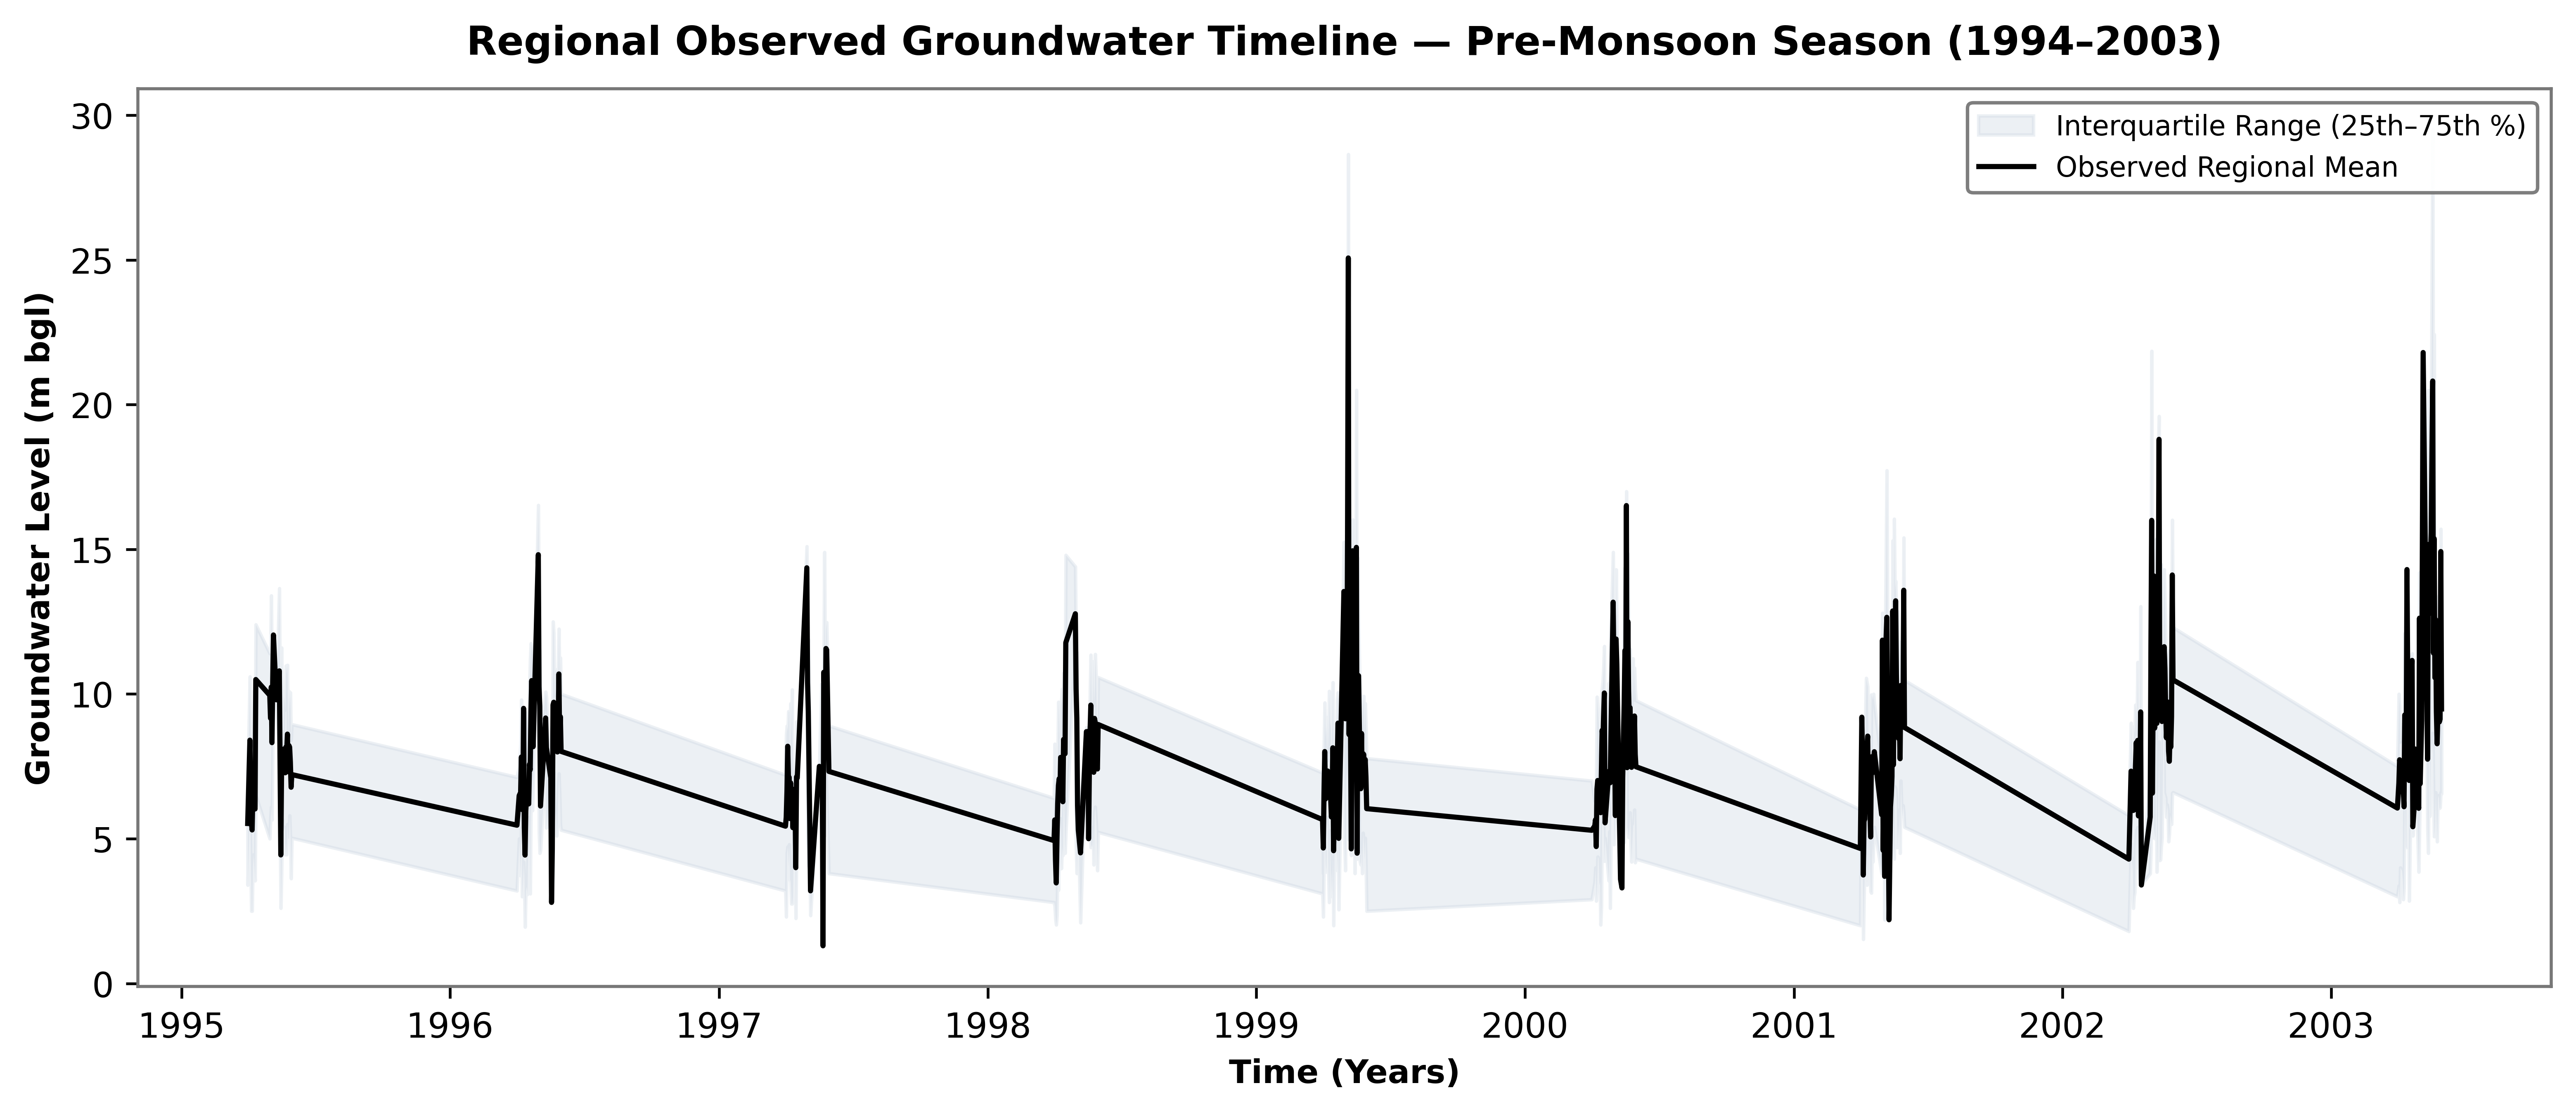 Regional Observed Groundwater Timeline — Pre-Monsoon Season (1994–2003)
Groundwater Level (m bgl)
30
25
20
15
10
5
0
Interquartile Range (25th–75th %)
Observed Regional Mean
1995 1996 1997 1998 1999 2000 2001 2002 2003
Time (Years)